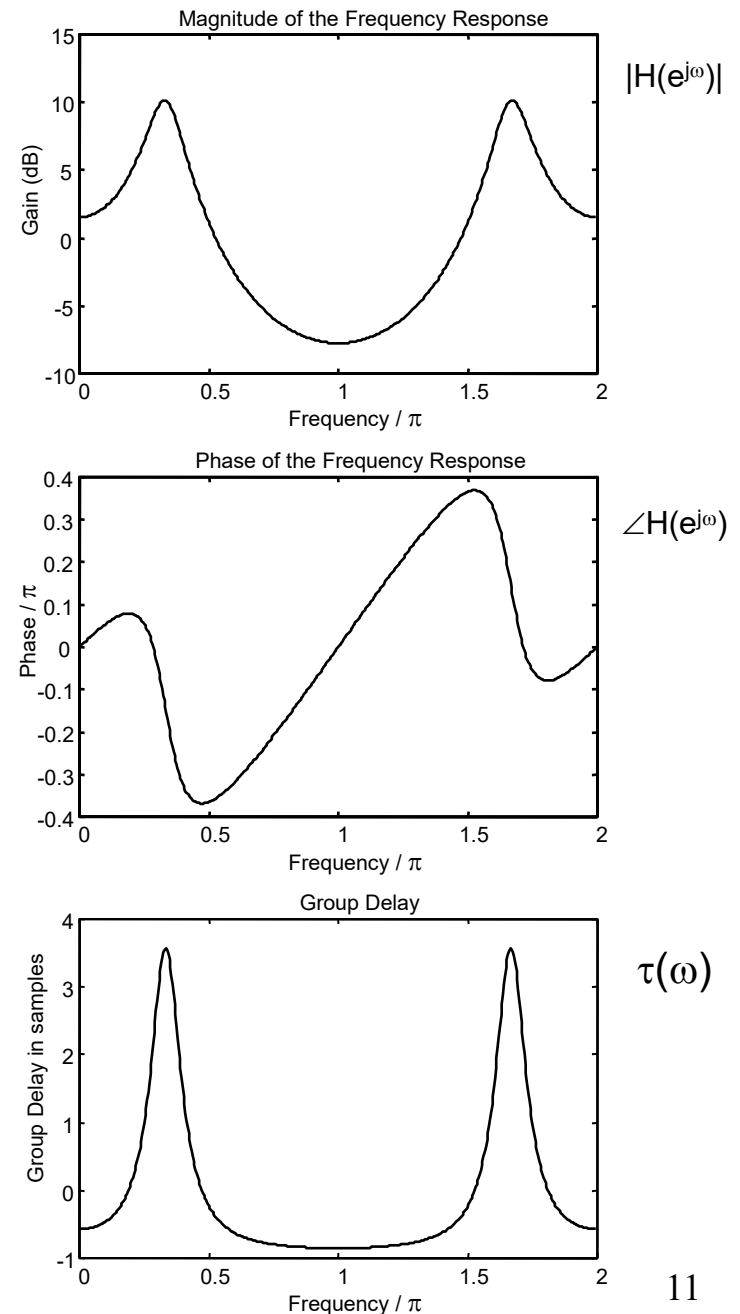 Magnitude of the Frequency Response
|H(e^jω)|
15
10
5
0
-5
-10
Gain (dB)
0 0.5 1 1.5 2
Frequency / π
Phase of the Frequency Response
∠H(e^jω)
0.4
0.3
0.2
0.1
0
-0.1
-0.2
-0.3
-0.4
Phase / π
0 0.5 1 1.5 2
Frequency / π
Group Delay
τ(ω)
4
3
2
1
0
-1
Group Delay in samples
0 0.5 1 1.5 2
Frequency / π
11